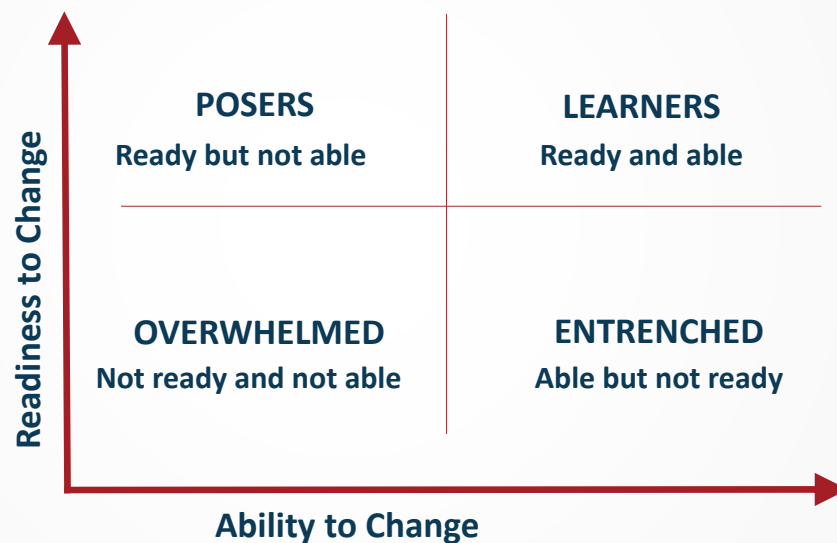 POSERS
Ready but not able
LEARNERS
Ready and able
OVERWHELMED
Not ready and not able
ENTRENCHED
Able but not ready
Readiness to Change
Ability to Change